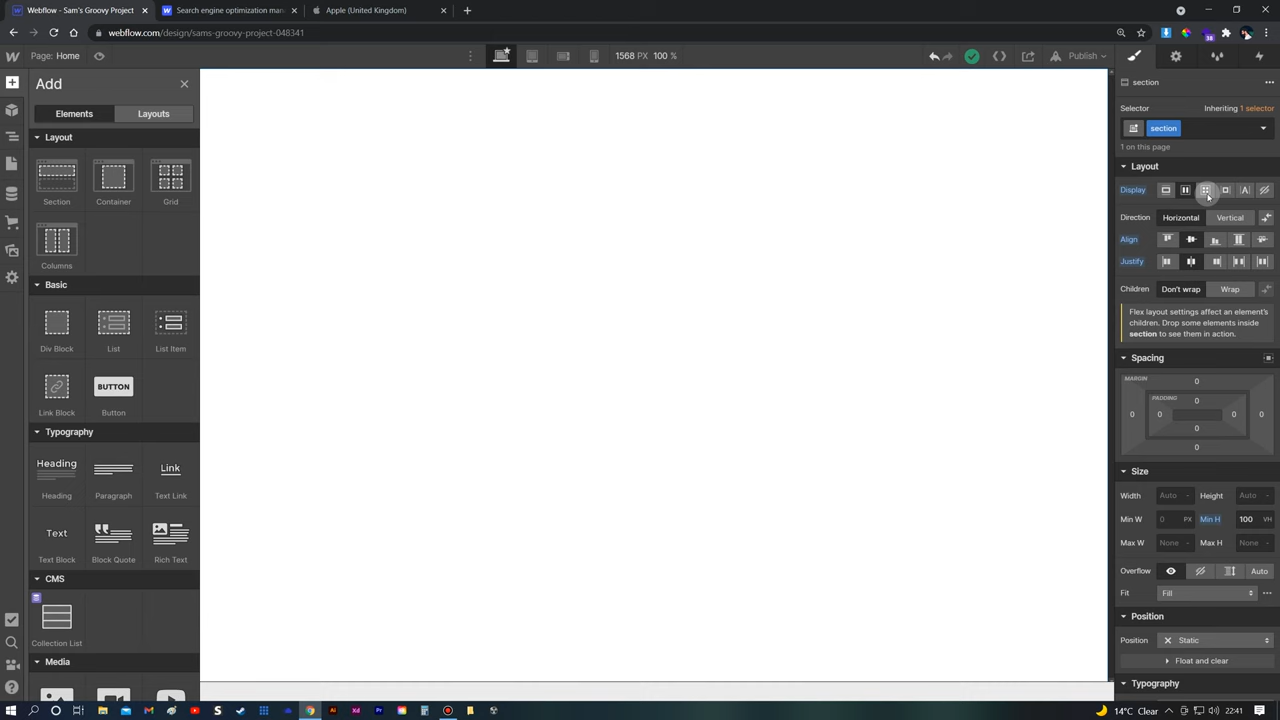 Webflow - Sam's Groovy Project
Search engine optimization man
Apple (United Kingdom)
webflow.com/design/sams-groovy-project-048341
38
Page: Home
1568 PX 100 %
Publish
Add
Elements
Layouts
Layout
Section
Container
Grid
Columns
Basic
Div Block
List
List Item
BUTTON
Link Block
Button
Typography
Heading
Link
Heading
Paragraph
Text Link
Text
Text Block
Block Quote
Rich Text
CMS
Collection List
Media
section
Selector
Inheriting 1 selector
section
1 on this page
Layout
Display
Direction
Horizontal
Vertical
Align
Justify
Children
Don't wrap
Wrap
Flex layout settings affect an element's
children. Drop some elements inside
section to see them in action.
Spacing
MARGIN
0
PADDING
0
0 0 0 0
0
0
Size
Width Auto - Height Auto -
Min W 0 PX Min H 100 VH
Max W None - Max H None -
Overflow
Auto
Fit
Fill
Position
Position
Static
Float and clear
Typography
14°C Clear
22:41